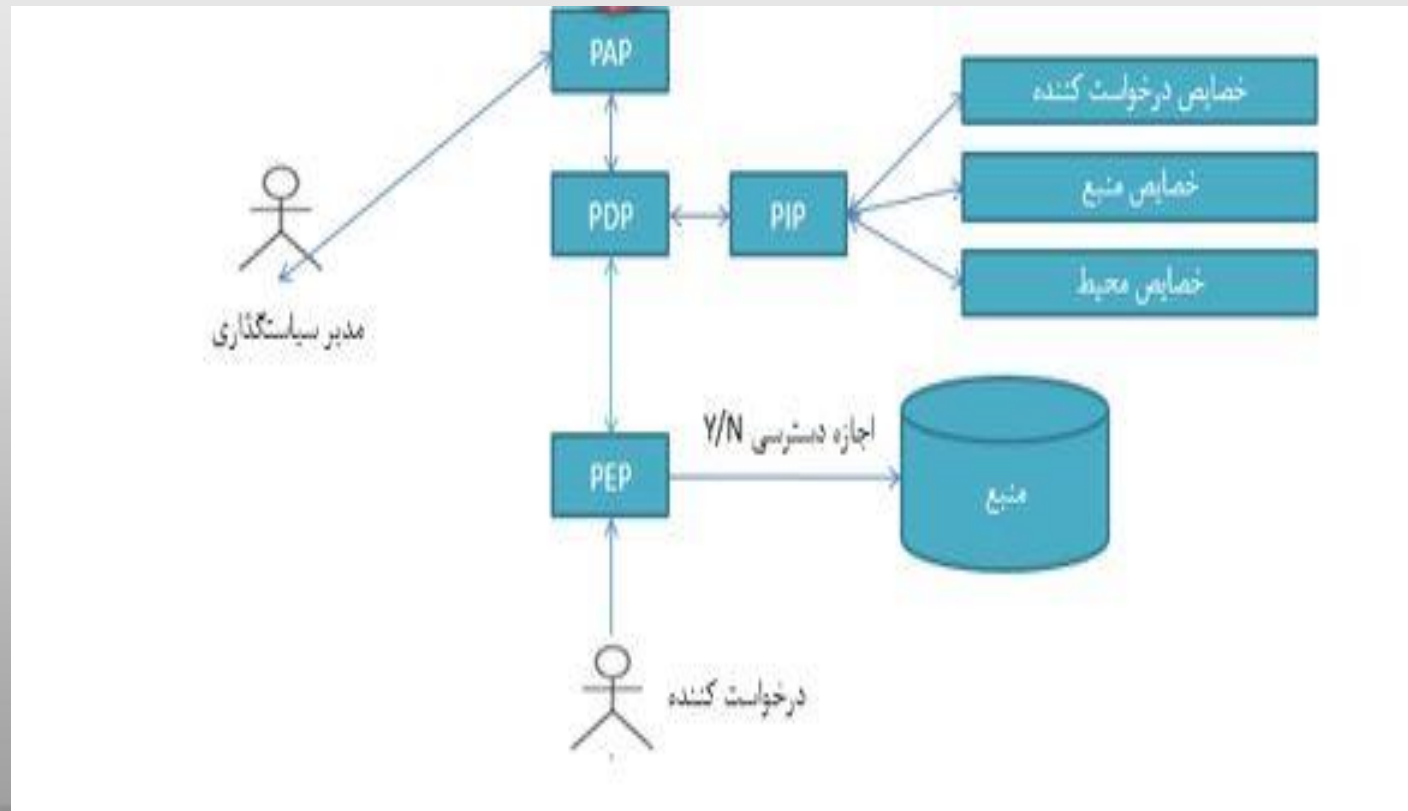 PAP
خصایص درخواست کننده
PDP
PIP
خصایص منبع
خصایص محیط
مدیر سیاستگذاری
اجازه دسترسی Y/N
PEP
منبع
درخواست کننده